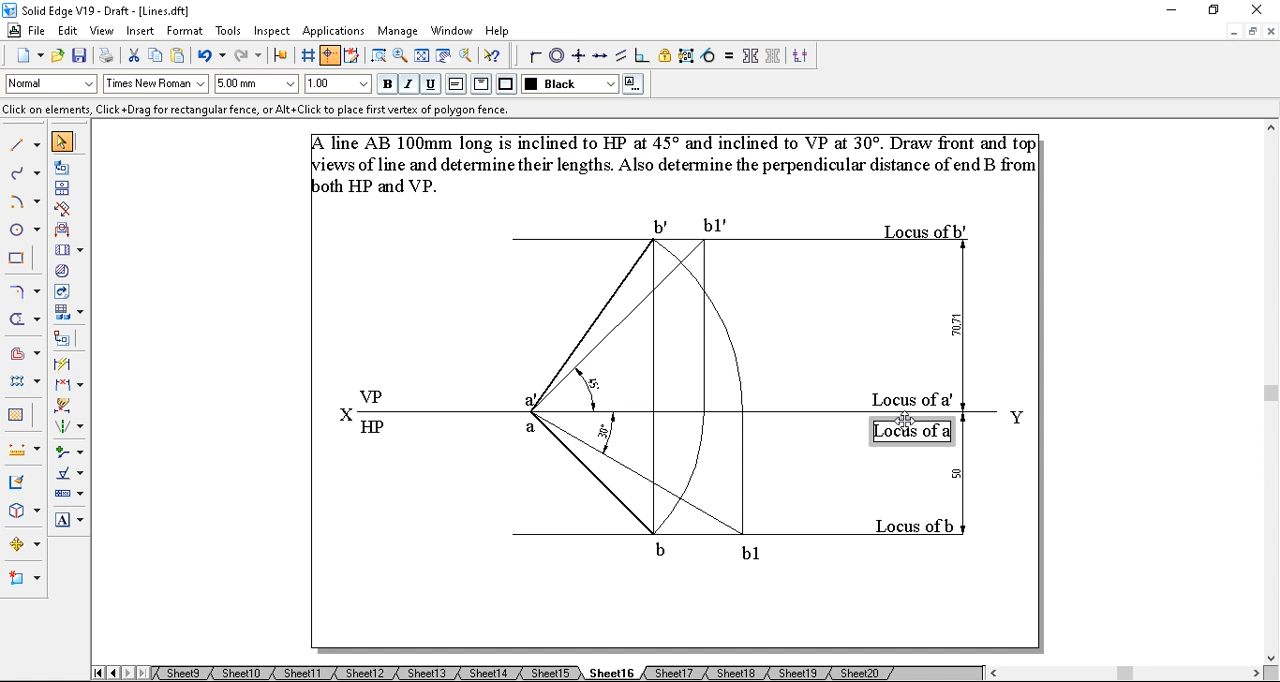 Solid Edge V19 - Draft - [Lines.dft]
File Edit View Insert Format Tools Inspect Applications Manage Window Help
Normal Times New Roman 5.00 mm 1.00 B I U Black A...
Click on elements, Click+Drag for rectangular fence, or Alt+Click to place first vertex of polygon fence.
A line AB 100mm long is inclined to HP at 45° and inclined to VP at 30°. Draw front and top
views of line and determine their lengths. Also determine the perpendicular distance of end B from
both HP and VP.
b' b1' Locus of b'
70,71
45°
VP a' Locus of a'
X Y
HP a 30° Locus of a
50
Locus of b
b b1
Sheet9 Sheet10 Sheet11 Sheet12 Sheet13 Sheet14 Sheet15 Sheet16 Sheet17 Sheet18 Sheet19 Sheet20